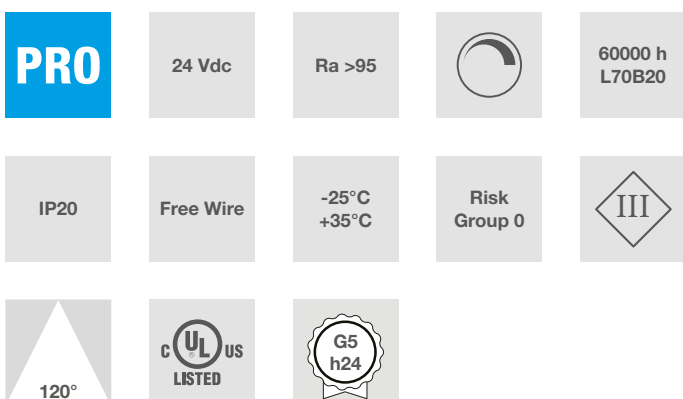 PRO
24 Vdc
Ra >95
60000 h
L70B20
IP20
Free Wire
-25°C
+35°C
Risk
Group 0
III
120°
C UL US
®
LISTED
G5
h24